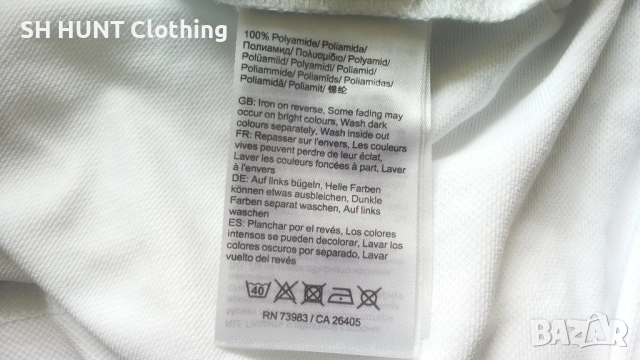 SH HUNT Clothing
100% Polyamide/ Poliamida/
Полиамид/ Πολυαμίδιο/ Polyamid/
Polüamiid/ Polyamidi/ Poliamid/
Poliammide/ Poliamīds/ Poliamidas/
Poliamidă/ Poliamit/ 锦纶
GB: Iron on reverse, Some fading may
occur on bright colours, Wash dark
colours separately, Wash inside out
FR: Repasser sur l'envers, Les couleurs
vives peuvent perdre de leur éclat,
Laver les couleurs foncées à part, Laver
à l'envers
DE: Auf links bügeln, Helle Farben
können etwas ausbleichen, Dunkle
Farben separat waschen, Auf links
waschen
ES: Planchar por el revés, Los colores
intensos se pueden decolorar, Lavar los
colores oscuros por separado, Lavar
vuelto del revés
40
RN 73983 / CA 26405
BAZAR